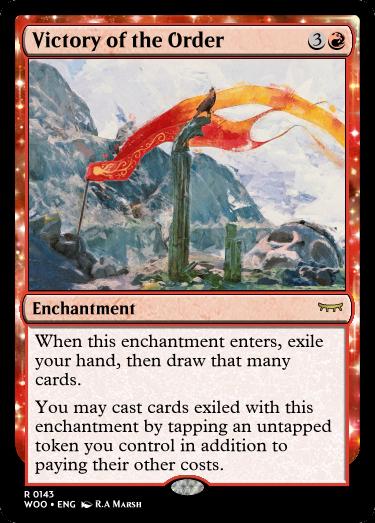 Victory of the Order 3
Enchantment
When this enchantment enters, exile
your hand, then draw that many
cards.
You may cast cards exiled with this
enchantment by tapping an untapped
token you control in addition to
paying their other costs.
R 0143
WOO • ENG R.A MARSH